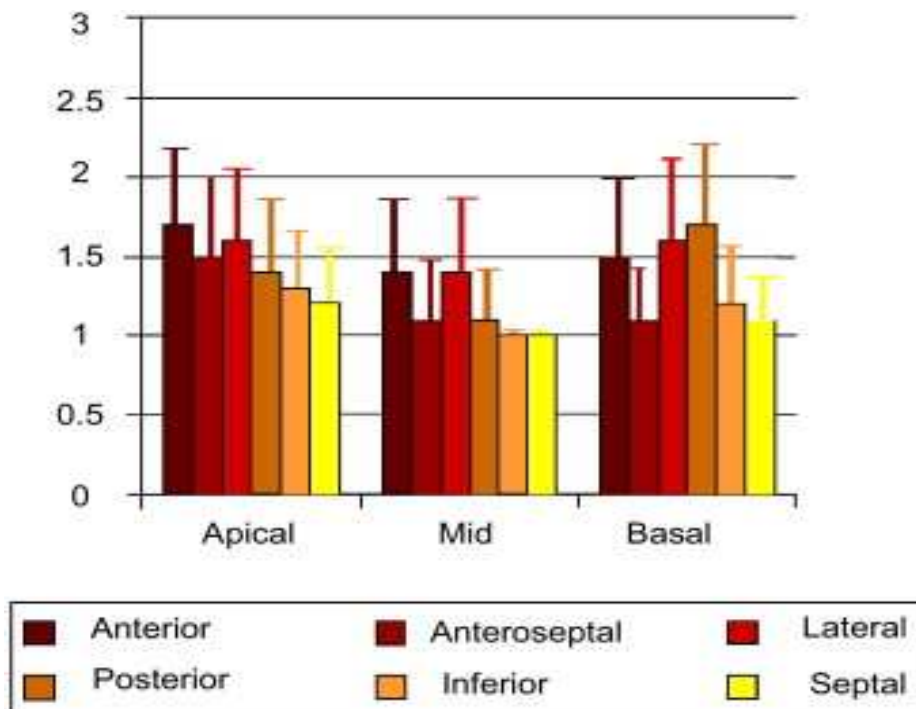 3
2.5
2
1.5
1
0.5
0
Apical Mid Basal
Anterior Anteroseptal Lateral
Posterior Inferior Septal